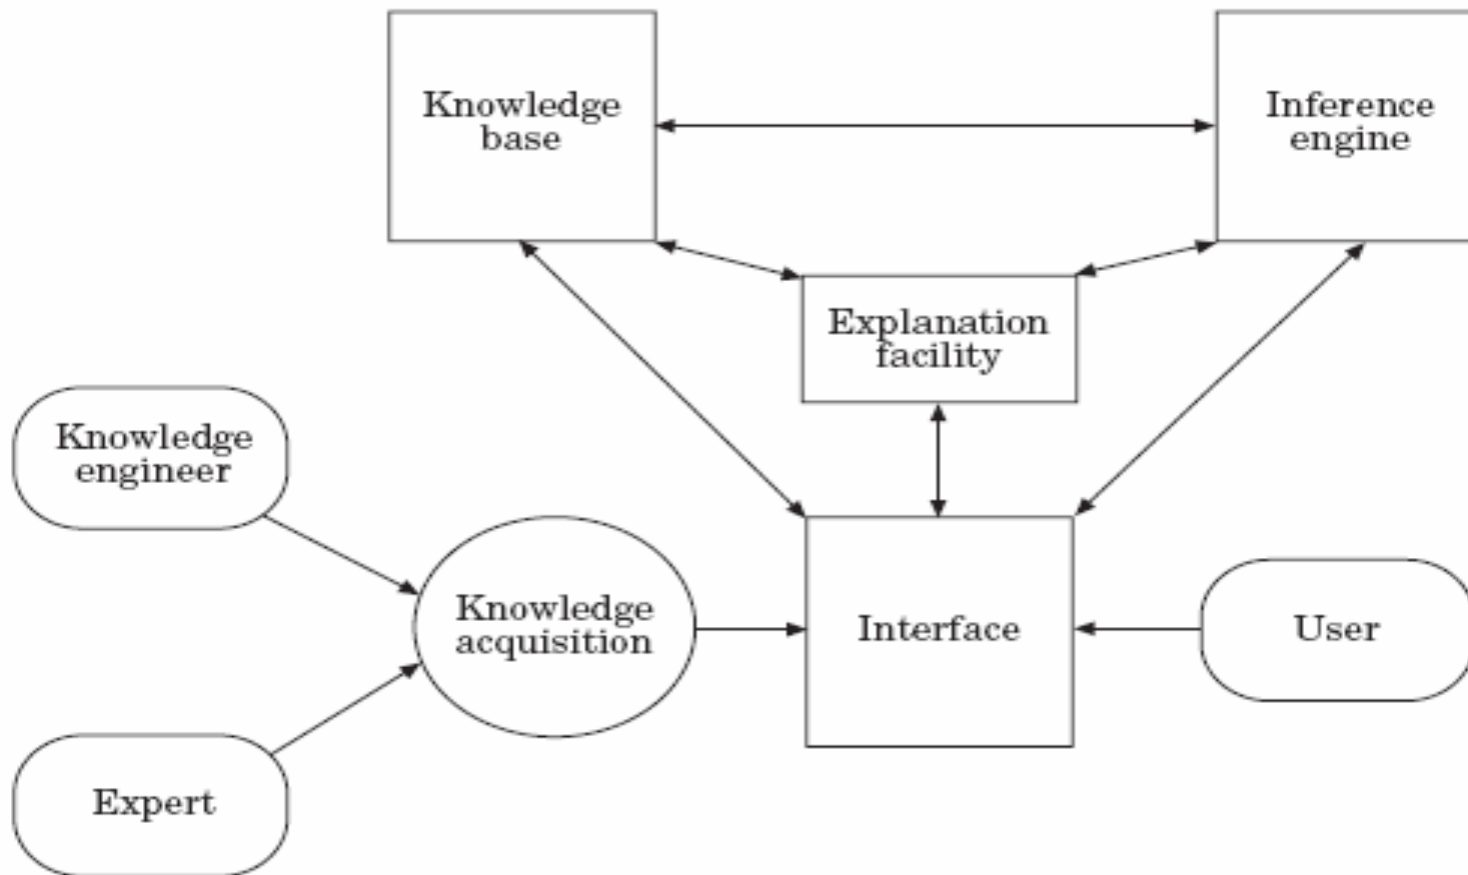 Knowledge
base
Inference
engine
Explanation
facility
Knowledge
engineer
Knowledge
acquisition
Interface
User
Expert